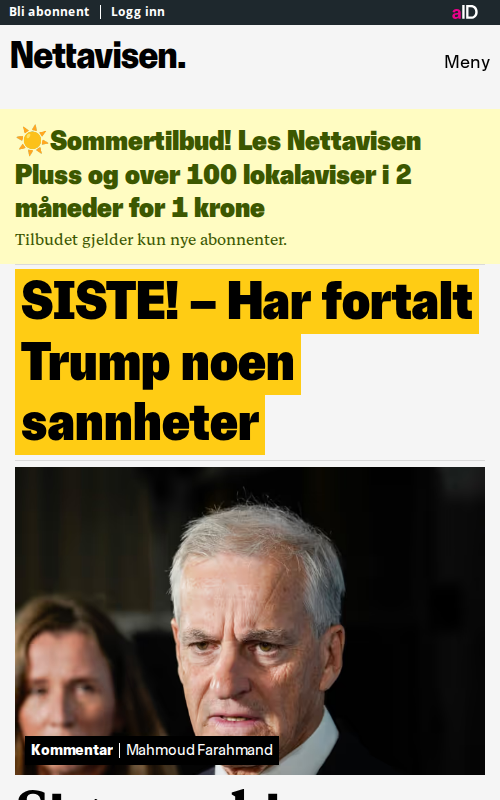 Bli abonnent | Logg inn
aID
Nettavisen.
Meny
☀️Sommertilbud! Les Nettavisen
Pluss og over 100 lokalaviser i 2
måneder for 1 krone
Tilbudet gjelder kun nye abonnenter.
SISTE! – Har fortalt
Trump noen
sannheter
Kommentar | Mahmoud Farahmand